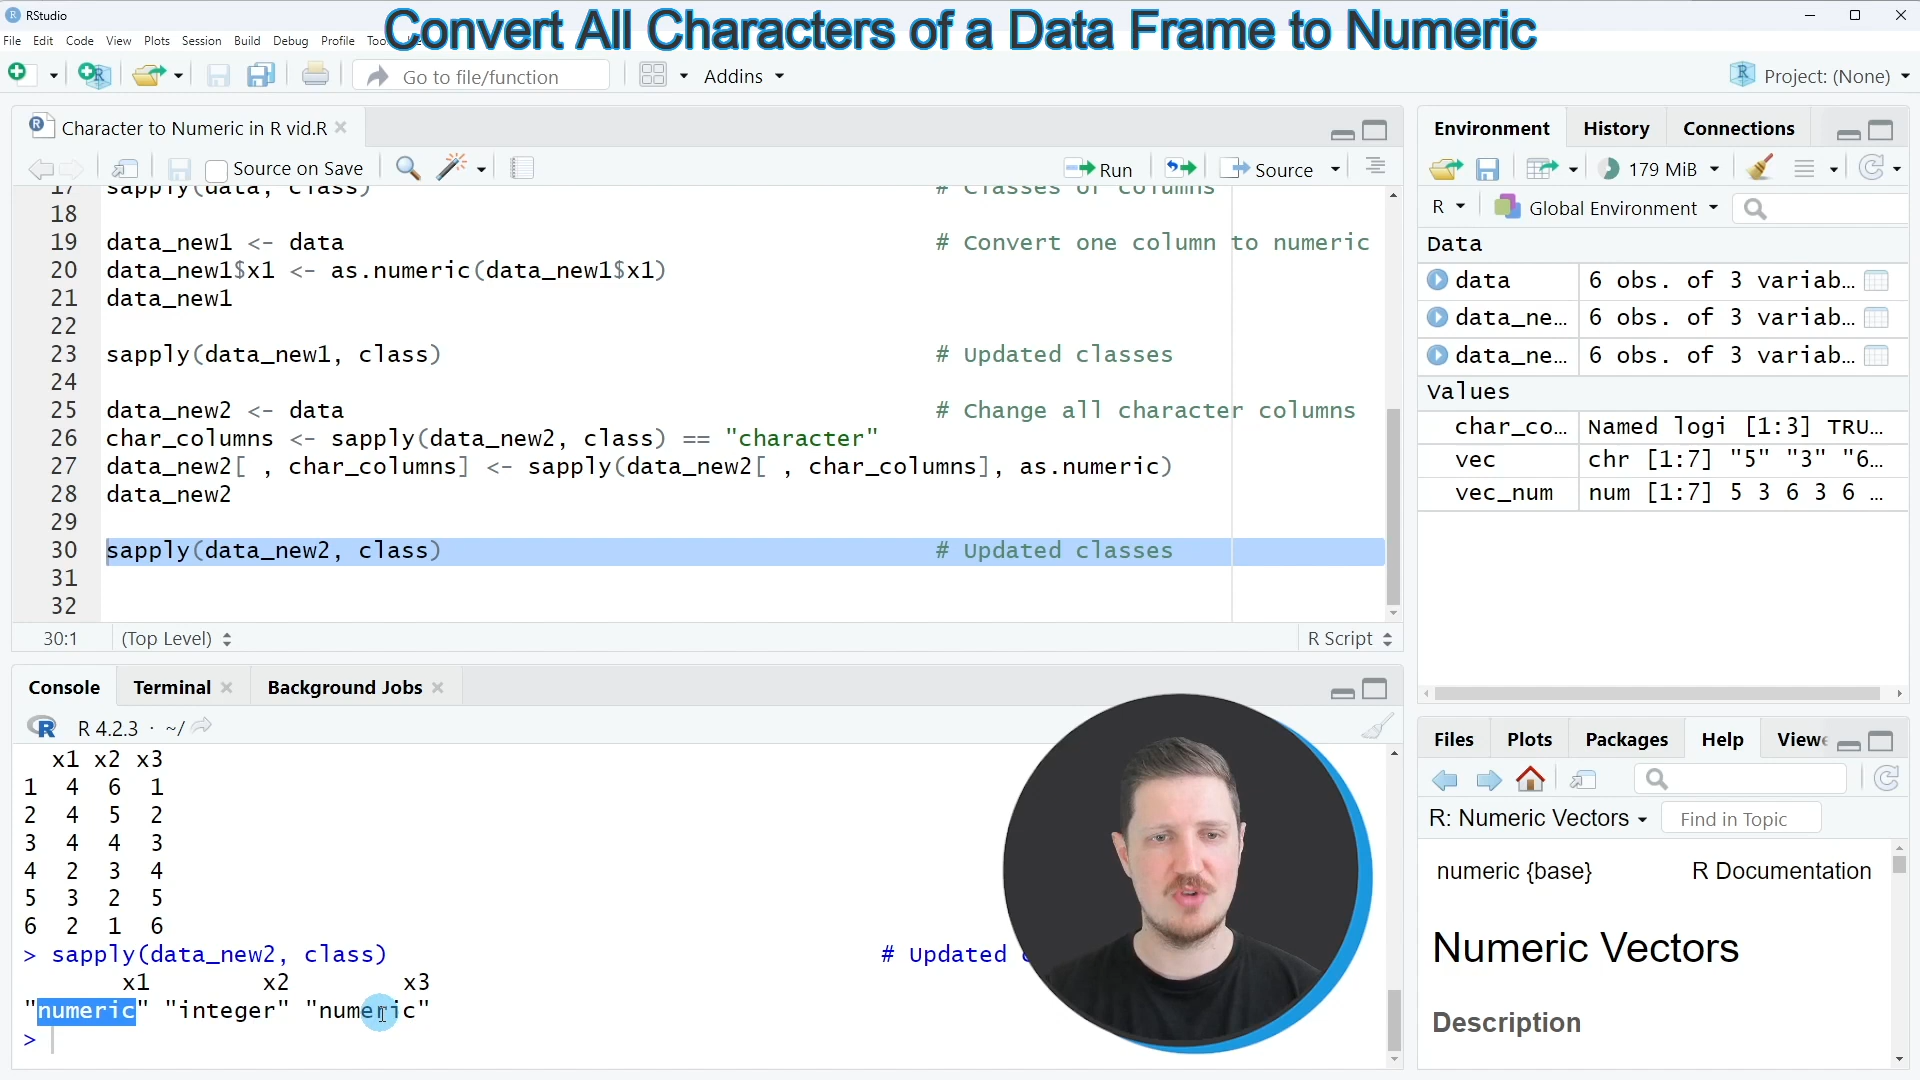 RStudio
Convert All Characters of a Data Frame to Numeric
File Edit Code View Plots Session Build Debug Profile
Go to file/function
Addins
Project: (None)
Character to Numeric in R vid.R
Source on Save
Run
Source
17 sapply(data, class) # Classes of columns
18
19 data_new1 <- data # Convert one column to numeric
20 data_new1$x1 <- as.numeric(data_new1$x1)
21 data_new1
22
23 sapply(data_new1, class) # Updated classes
24
25 data_new2 <- data # Change all character columns
26 char_columns <- sapply(data_new2, class) == "character"
27 data_new2[ , char_columns] <- sapply(data_new2[ , char_columns], as.numeric)
28 data_new2
29
30 sapply(data_new2, class) # Updated classes
31
32
30:1 (Top Level) R Script
Console Terminal Background Jobs
R 4.2.3 · ~/
x1 x2 x3
1 4 6 1
2 4 5 2
3 4 4 3
4 2 3 4
5 3 2 5
6 2 1 6
> sapply(data_new2, class) # Updated
x1 x2 x3
"numeric" "integer" "numeric"
>
Environment History Connections
179 MiB
R Global Environment
Data
data 6 obs. of 3 variab...
data_ne... 6 obs. of 3 variab...
data_ne... 6 obs. of 3 variab...
Values
char_co... Named logi [1:3] TRU...
vec chr [1:7] "5" "3" "6...
vec_num num [1:7] 5 3 6 3 6 ...
Files Plots Packages Help Viewe
R: Numeric Vectors Find in Topic
numeric {base} R Documentation
Numeric Vectors
Description